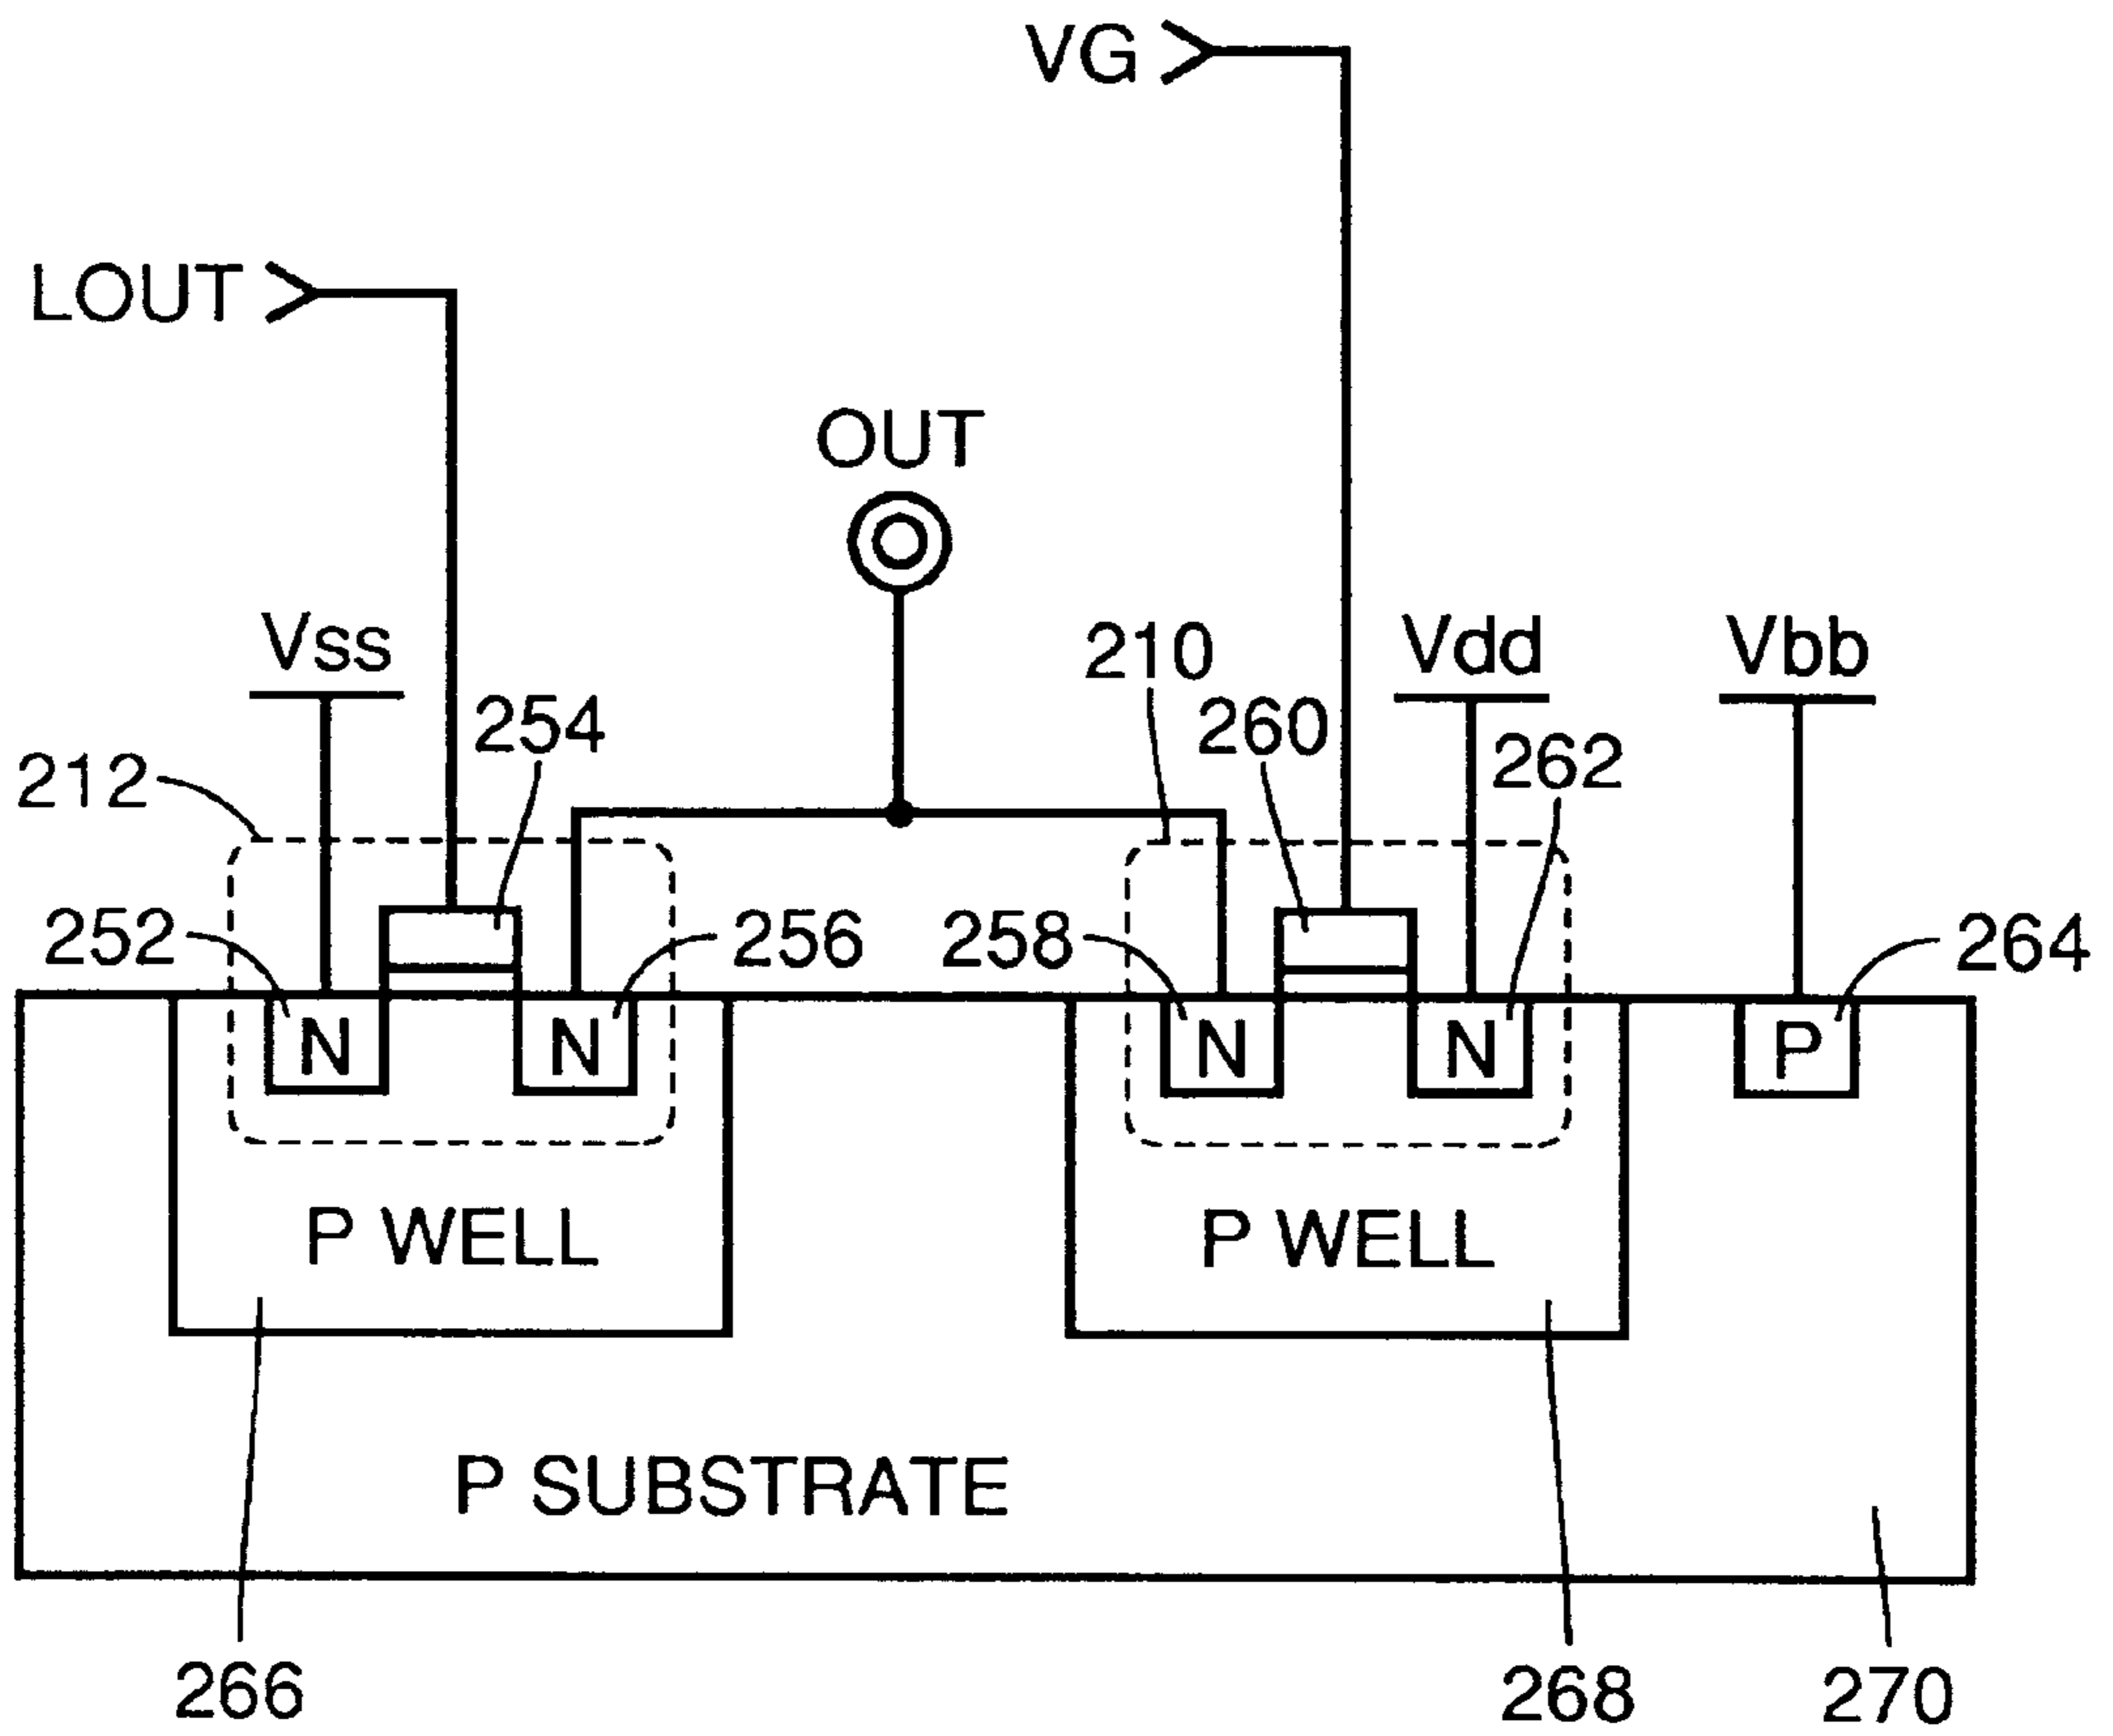 VG
LOUT
OUT
Vss
210
Vdd
Vbb
254
260
262
212
252
256
258
264
N
N
N
N
P
P WELL
P WELL
P SUBSTRATE
266
268
270